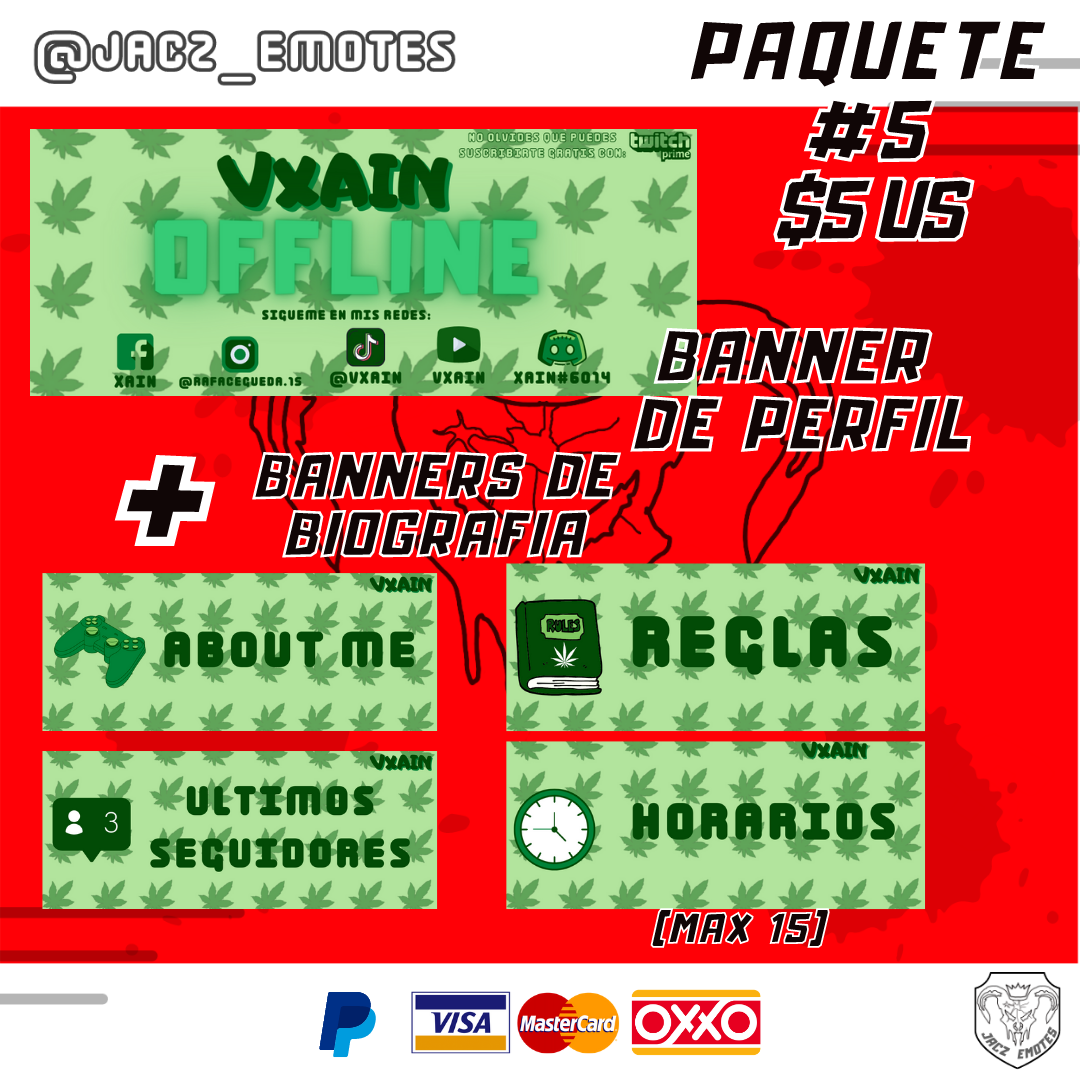 @JACZ_EMOTES
PAQUETE
#5
$5 US
NO OLVIDES QUE PUEDES
SUSCRIBIRTE GRATIS CON:
twitch
prime
VXAIN
OFFLINE
SIGUEME EN MIS REDES:
XAIN
@RAFACEGUEDA.15
@VXAIN
VXAIN
XAIN#6014
BANNER
DE PERFIL
+
BANNERS DE
BIOGRAFIA
VXAIN
ABOUT ME
VXAIN
RULES
REGLAS
VXAIN
3
ULTIMOS
SEGUIDORES
VXAIN
HORARIOS
[MAX 15]
VISA
MasterCard
OXXO
JACZ EMOTES